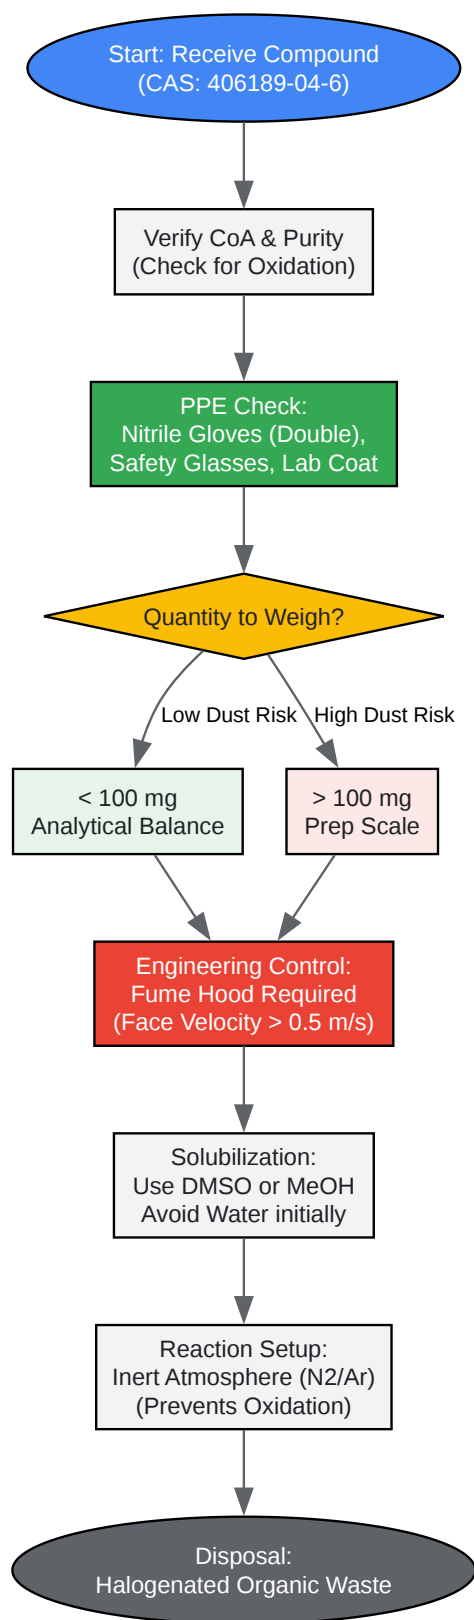 Start: Receive Compound
(CAS: 406189-04-6)
Verify CoA & Purity
(Check for Oxidation)
PPE Check:
Nitrile Gloves (Double),
Safety Glasses, Lab Coat
Quantity to Weigh?
Low Dust Risk
High Dust Risk
< 100 mg
Analytical Balance
> 100 mg
Prep Scale
Engineering Control:
Fume Hood Required
(Face Velocity > 0.5 m/s)
Solubilization:
Use DMSO or MeOH
Avoid Water initially
Reaction Setup:
Inert Atmosphere (N2/Ar)
(Prevents Oxidation)
Disposal:
Halogenated Organic Waste